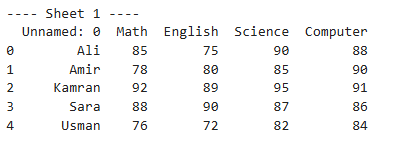 ---- Sheet 1 ----
  Unnamed: 0  Math  English  Science  Computer
0        Ali    85       75       90        88
1       Amir    78       80       85        90
2     Kamran    92       89       95        91
3       Sara    88       90       87        86
4      Usman    76       72       82        84